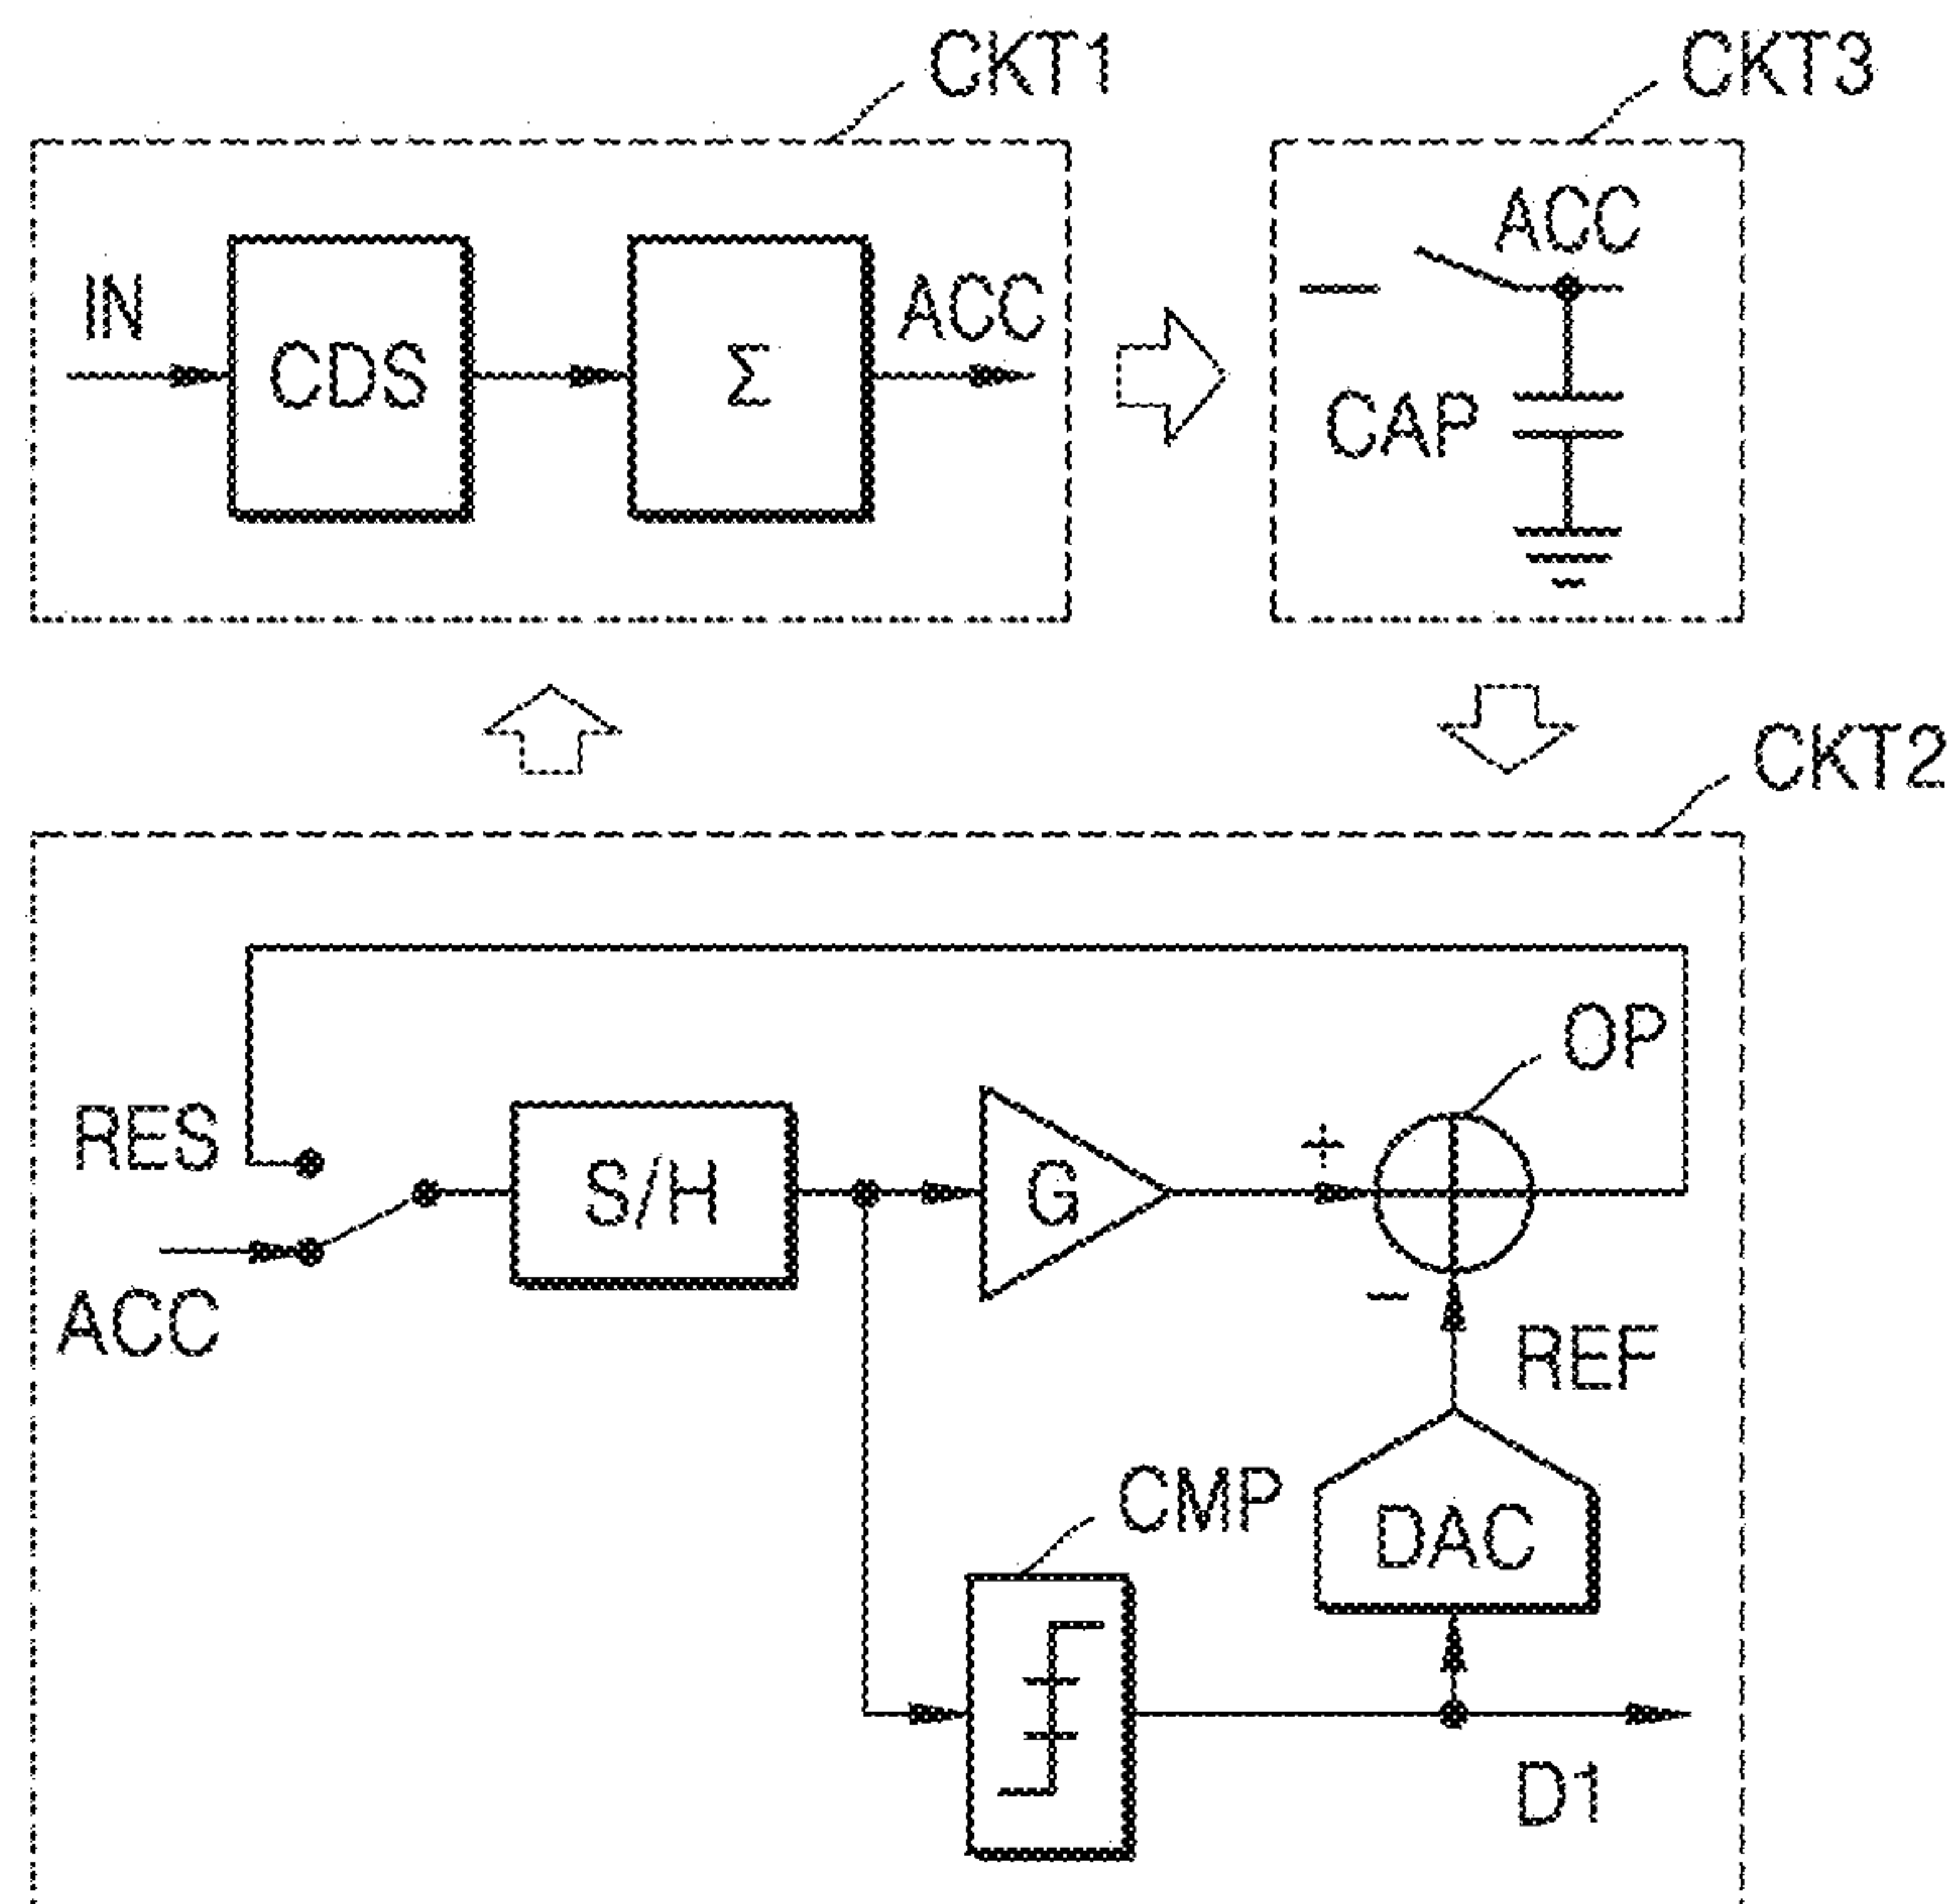 CKT1
CKT3
IN
CDS
Σ
ACC
ACC
CAP
CKT2
OP
RES
S/H
G
+
ACC
-
REF
CMP
DAC
D1